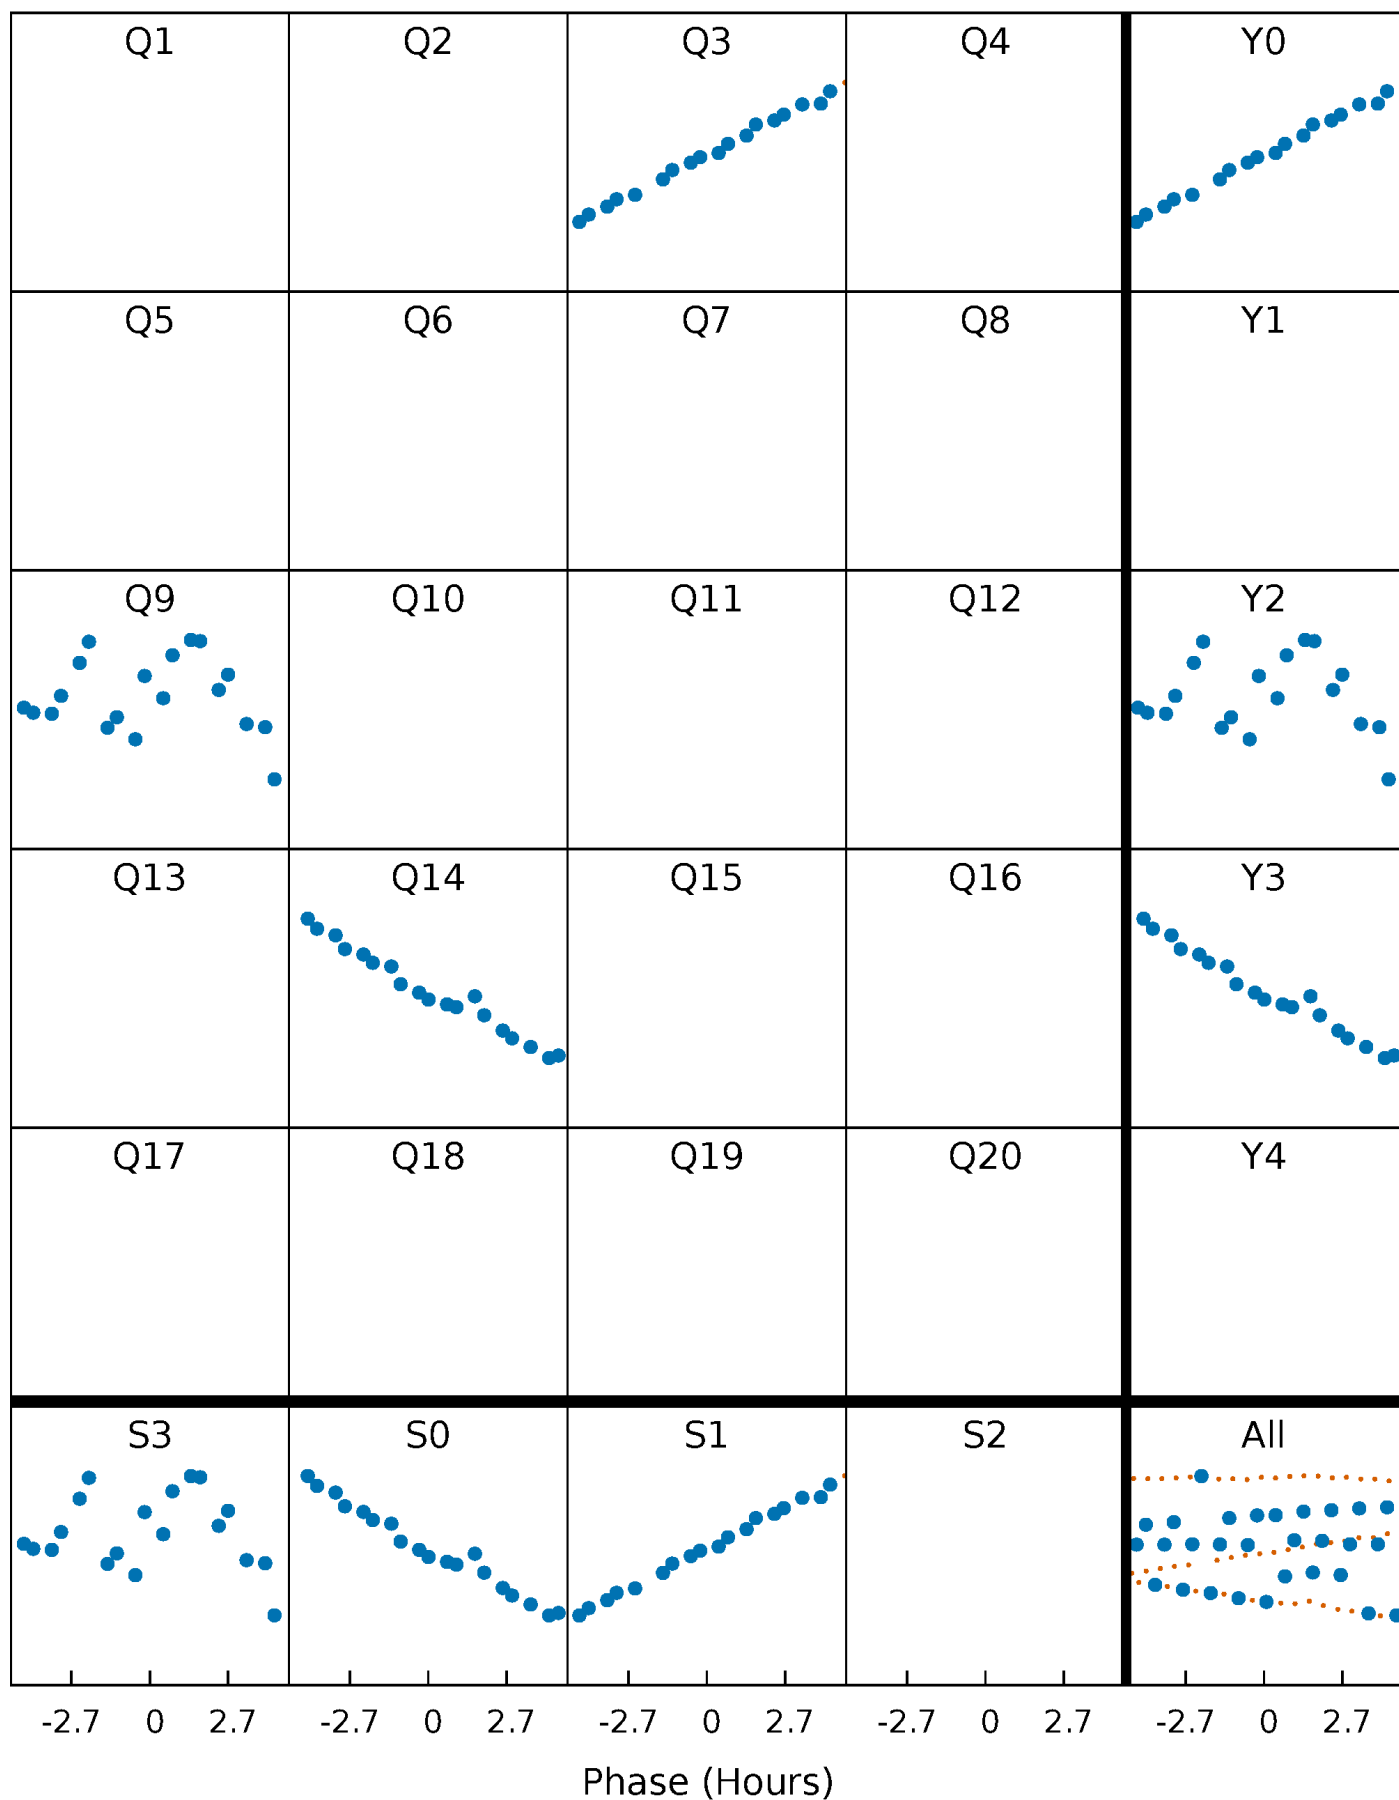 Q1 Q2 Q3 Q4 Y0
Q5 Q6 Q7 Q8 Y1
Q9 Q10 Q11 Q12 Y2
Q13 Q14 Q15 Q16 Y3
Q17 Q18 Q19 Q20 Y4
S3 S0 S1 S2 All
-2.7 0 2.7 -2.7 0 2.7 -2.7 0 2.7 -2.7 0 2.7 -2.7 0 2.7
Phase (Hours)